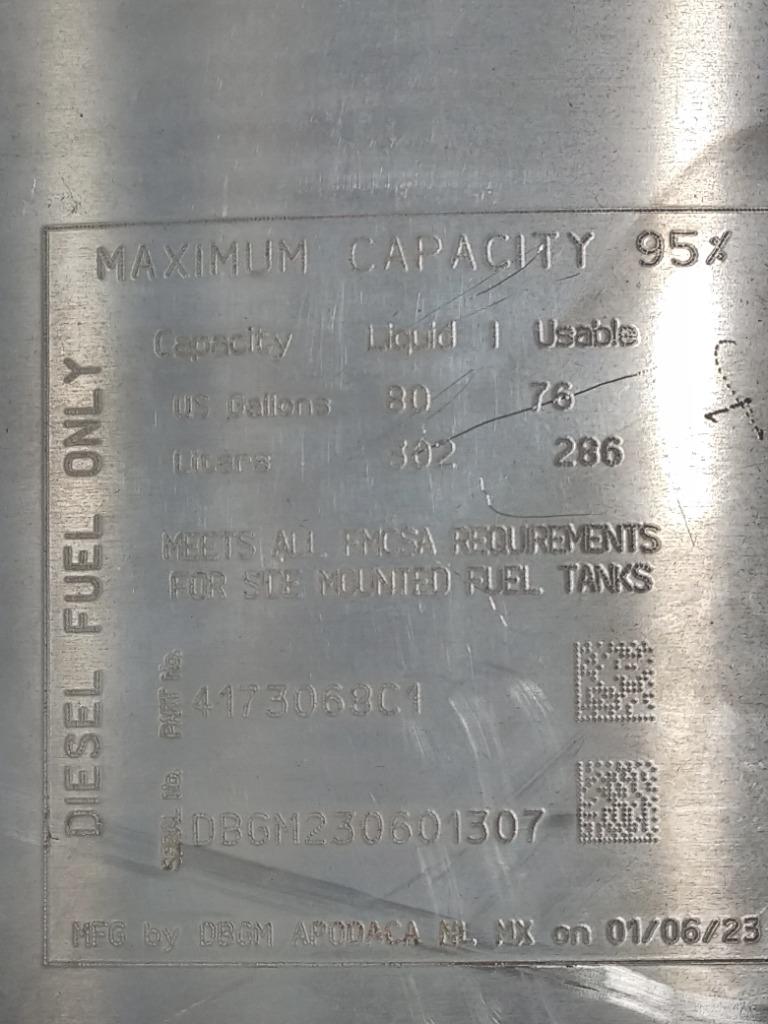 MAXIMUM CAPACITY 95%
Capacity Liquid | Usable
US Gallons 80 76
Liters 302 286
MEETS ALL FMCSA REQUIREMENTS
FOR SIDE MOUNTED FUEL TANKS
PART No. 4173068C1
SERIAL No. DBGM230601307
MFG by DBGM APODACA NL, MX on 01/06/23
DIESEL FUEL ONLY